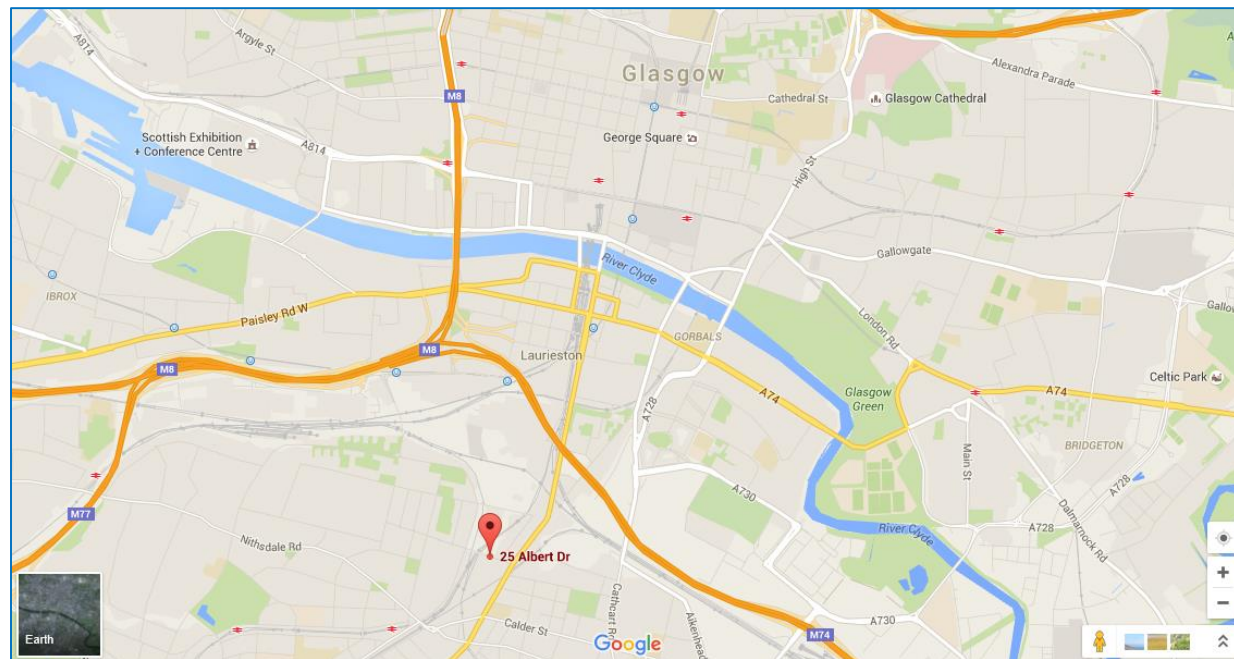 A814
Argyle St
M8
Glasgow
Alexandra Parade
Cathedral St
Glasgow Cathedral
George Square
Scottish Exhibition
+ Conference Centre
A814
High St
River Clyde
Gallowgate
IBROX
Paisley Rd W
GORBALS
London Rd
M8
Laurieston
M8
Celtic Park
Glasgow
Green
A74
A74
A728
BRIDGETON
Main St
A728
A730
M77
Dalmarnock Rd
River Clyde
A728
Nithsdale Rd
25 Albert Dr
Cathcart Rd
Calder St
A730
M74
Earth
Google